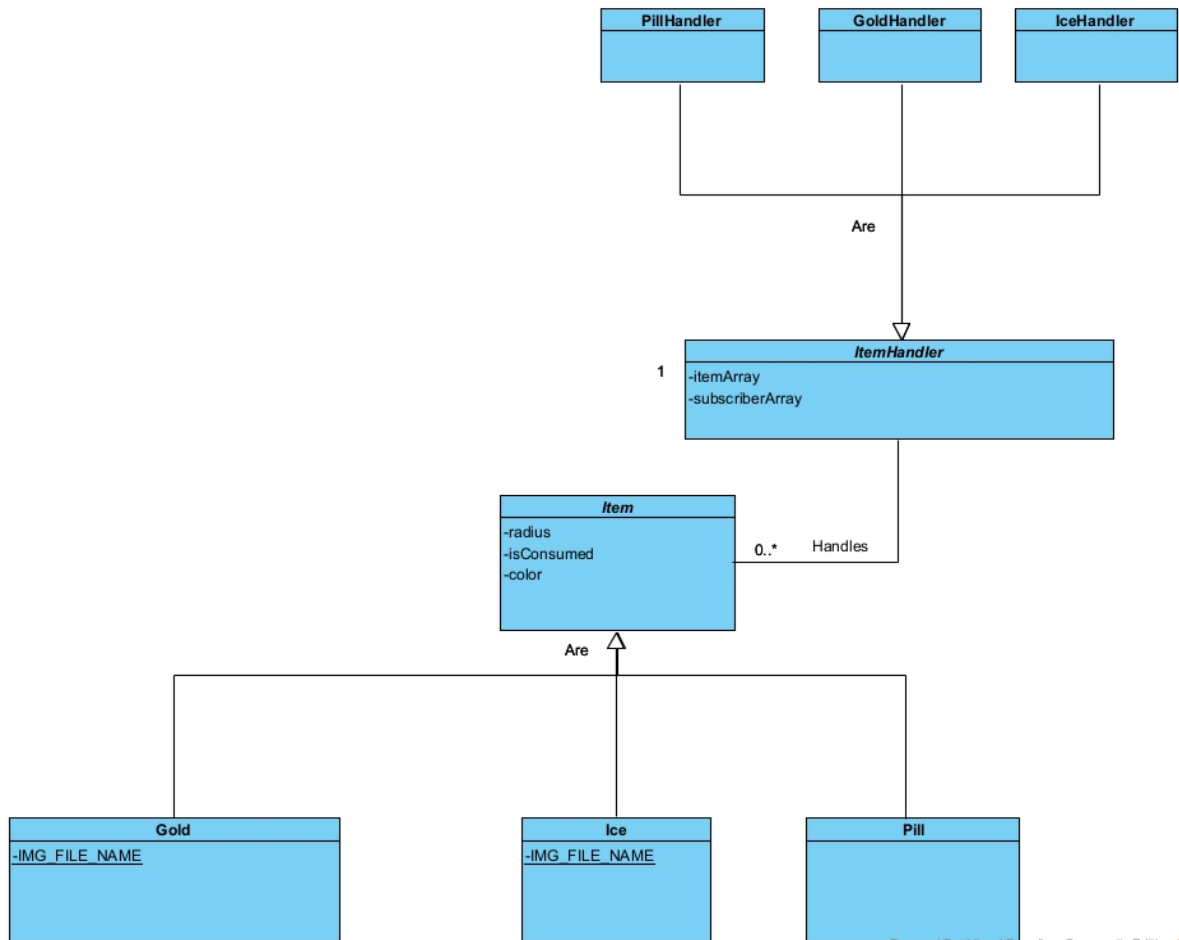 PillHandler
GoldHandler
IceHandler
Are
ItemHandler
1
-itemArray
-subscriberArray
Item
-radius
-isConsumed
-color
0..*
Handles
Are
Gold
-IMG_FILE_NAME
Ice
-IMG_FILE_NAME
Pill